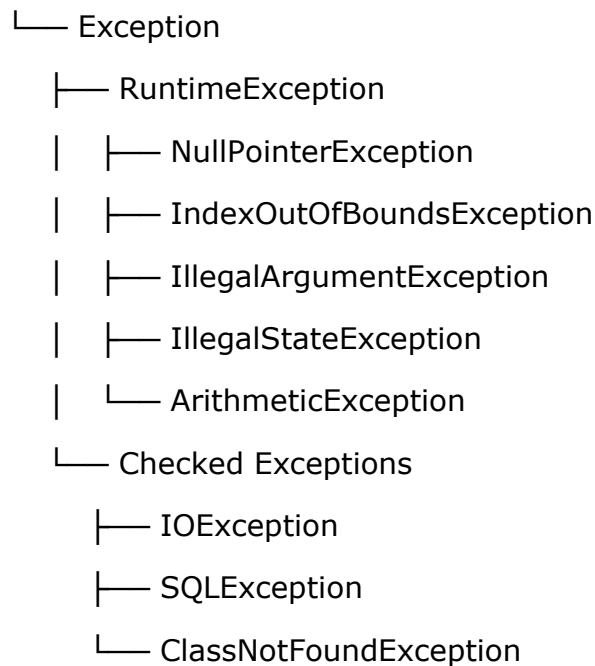 └── Exception
├── RuntimeException
│ ├── NullPointerException
│ ├── IndexOutOfBoundsException
│ ├── IllegalArgumentException
│ ├── IllegalStateException
│ └── ArithmeticException
└── Checked Exceptions
├── IOException
├── SQLException
└── ClassNotFoundException